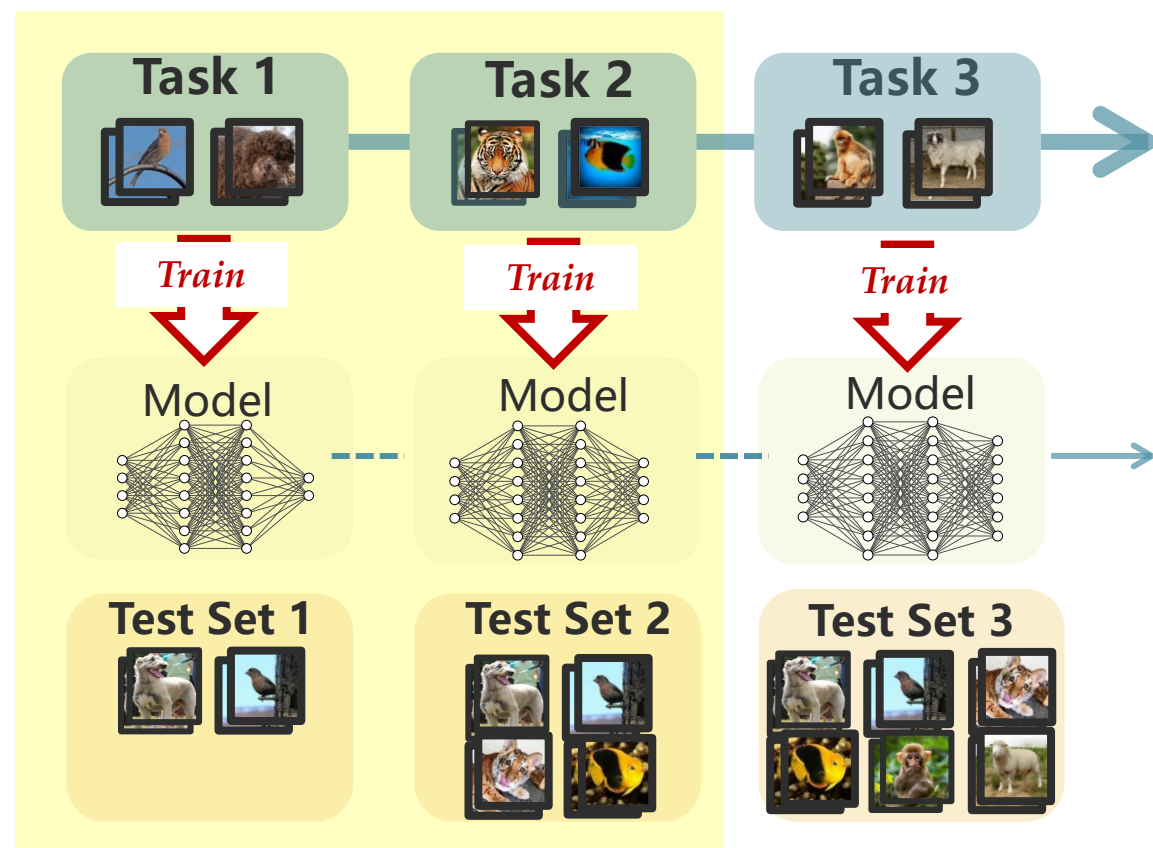 Task 1
Task 2
Task 3
Train
Train
Train
Model
Model
Model
Test Set 1
Test Set 2
Test Set 3